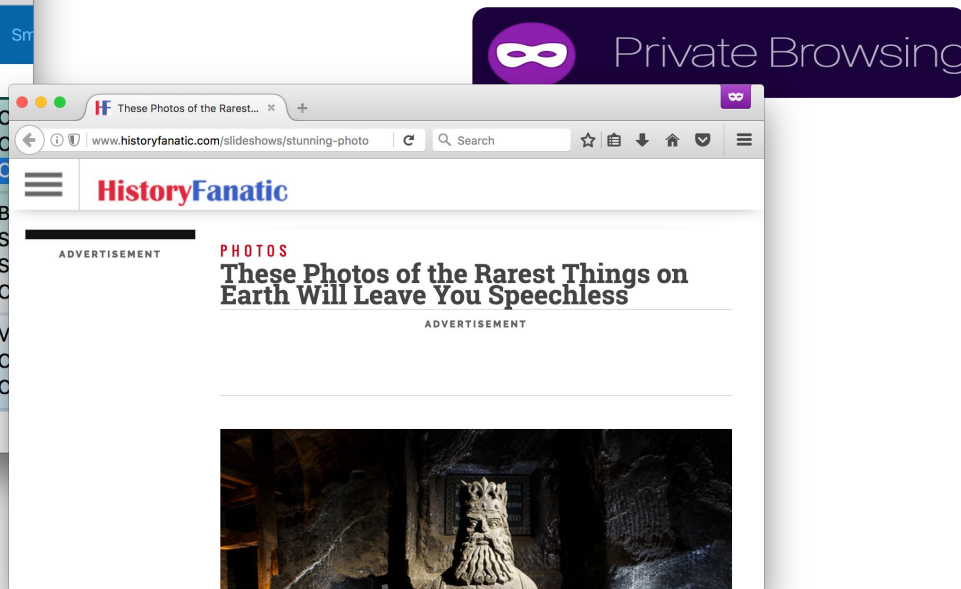 Sm
Private Browsing
These Photos of the Rarest...
www.historyfanatic.com/slideshows/stunning-photo
Search
HistoryFanatic
ADVERTISEMENT
PHOTOS
These Photos of the Rarest Things on
Earth Will Leave You Speechless
ADVERTISEMENT